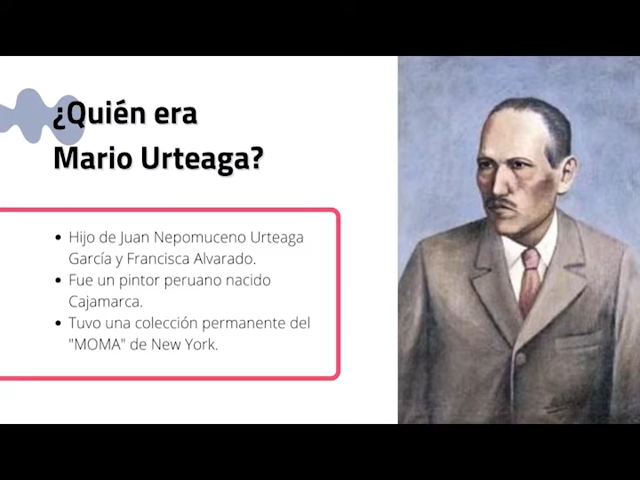 ¿Quién era
Mario Urteaga?
Hijo de Juan Nepomuceno Urteaga
García y Francisca Alvarado.
Fue un pintor peruano nacido
Cajamarca.
Tuvo una colección permanente del
"MOMA" de New York.